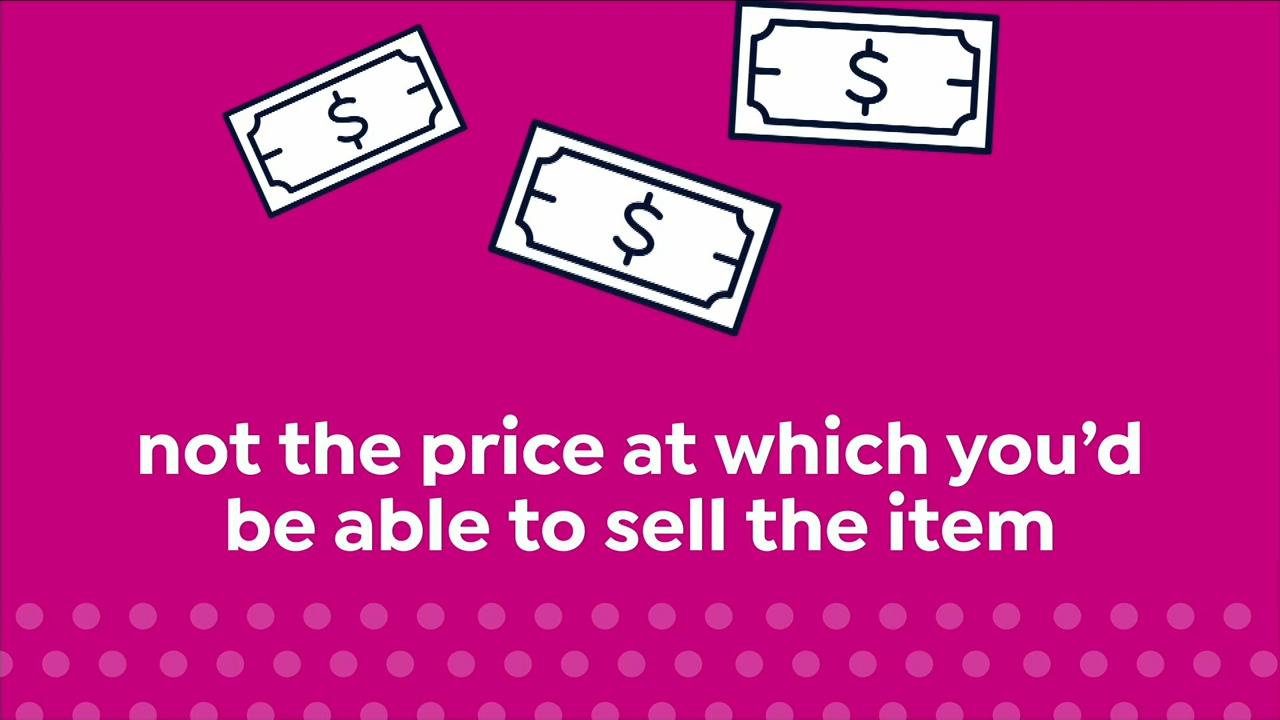 $
$
$
not the price at which you’d
be able to sell the item